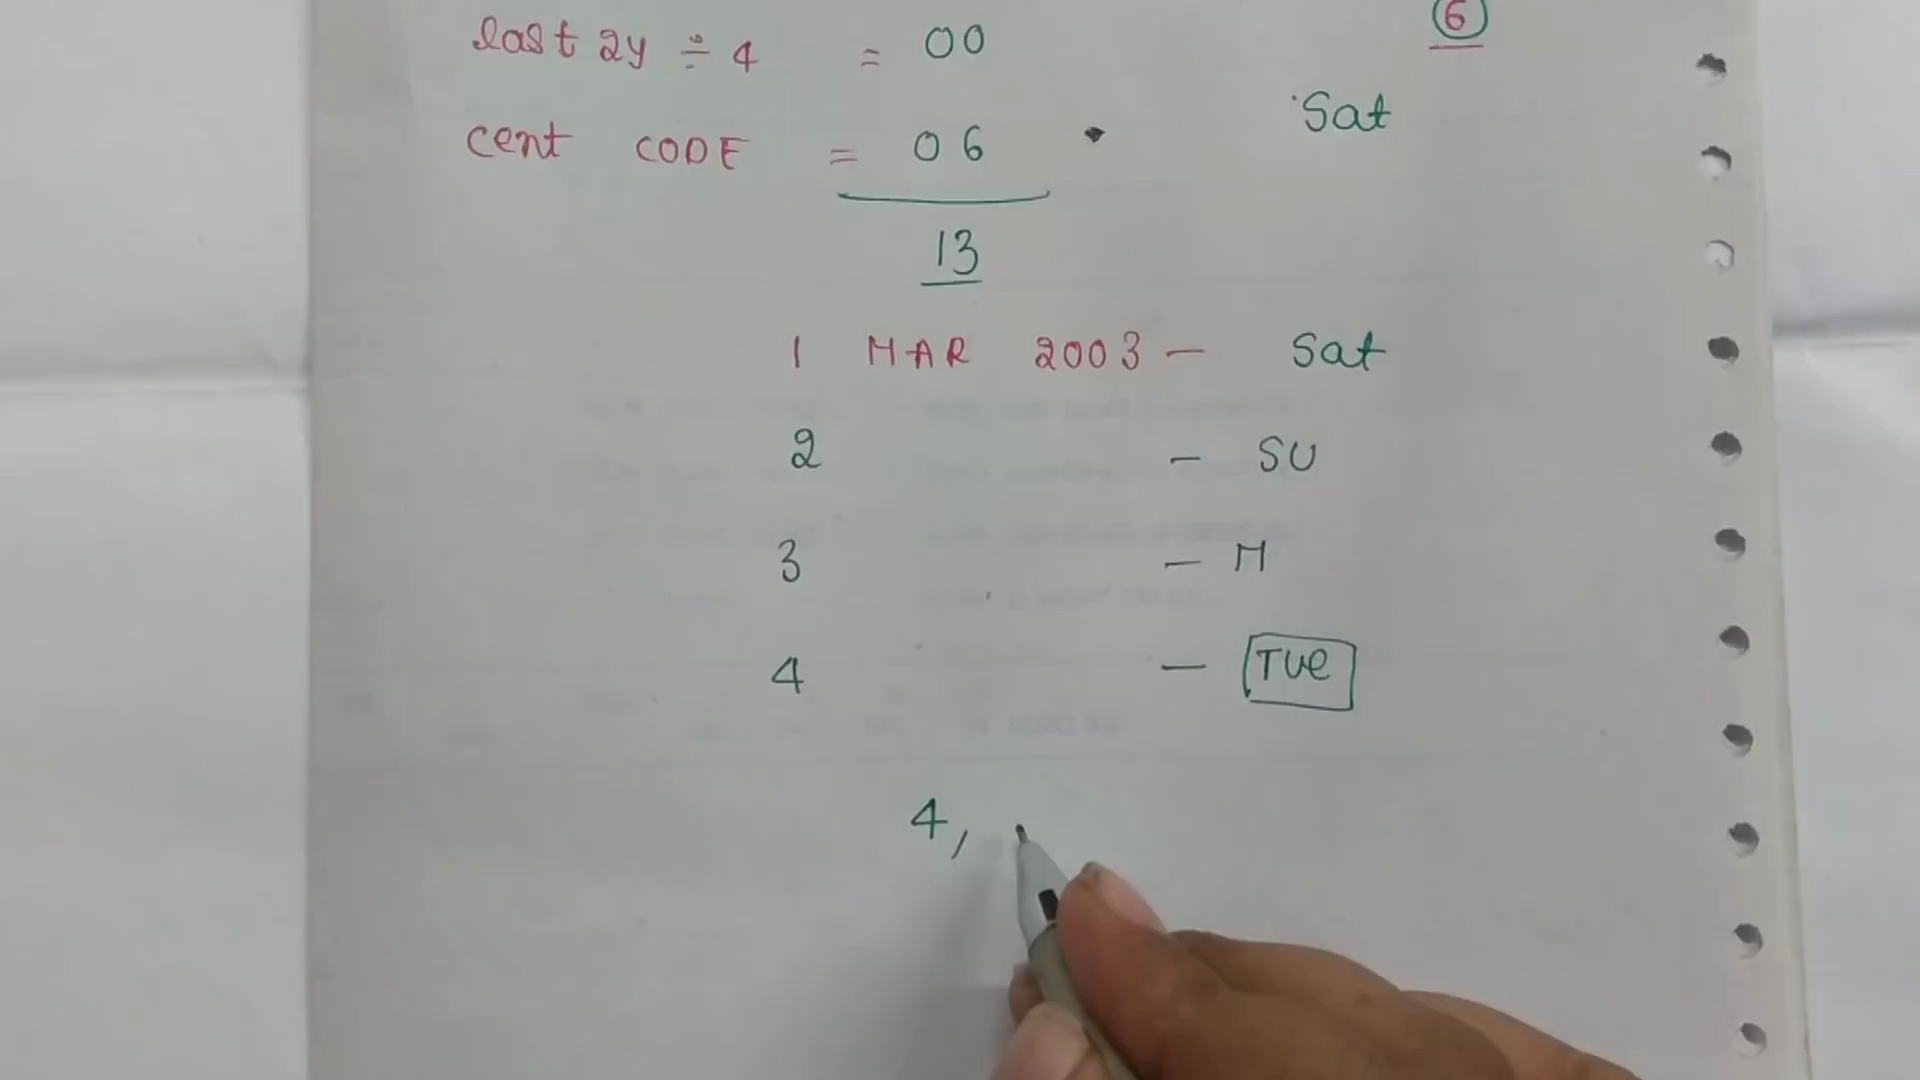 last 2y ÷ 4 = 00
6
cent CODE = 06
Sat
13
1 MAR 2003 - Sat
2 - SU
3 - M
4 - TUe
4,